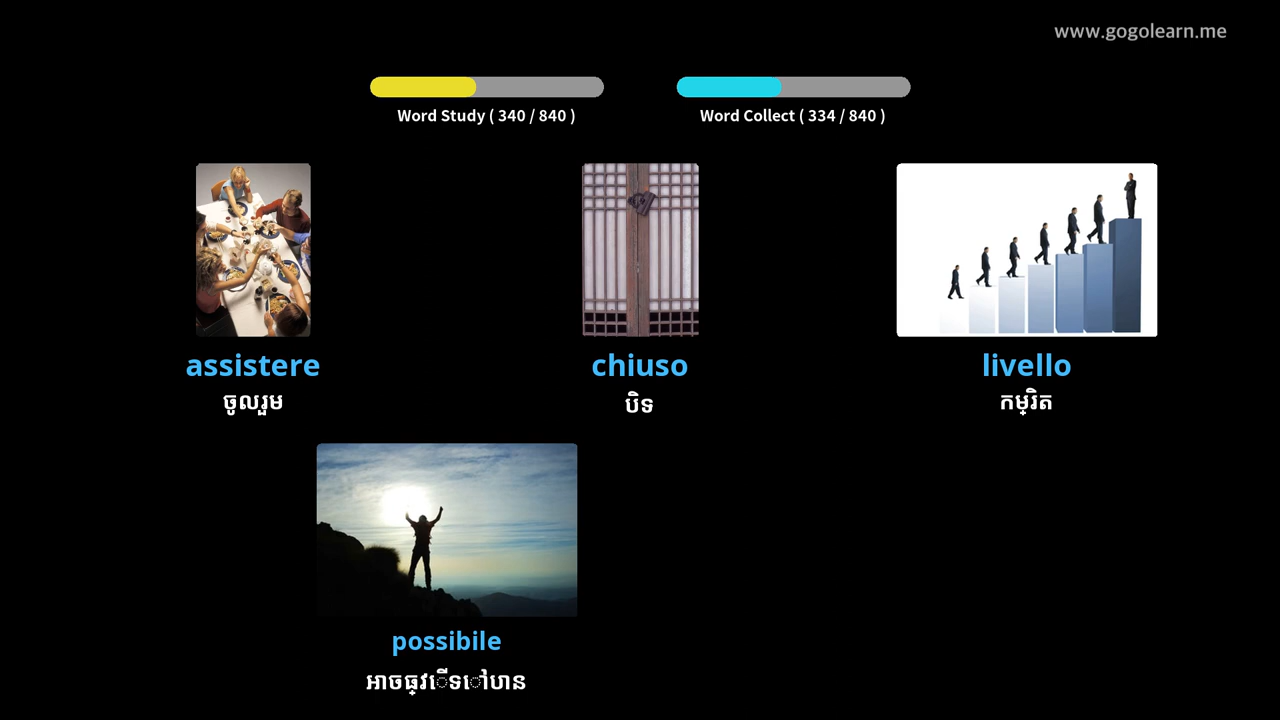 www.gogolearn.me
Word Study ( 340 / 840 )
Word Collect ( 334 / 840 )
assistere
ចូលរួម
chiuso
បិទ
livello
កម្រិត
possibile
អាចធ្វើទៅបាន